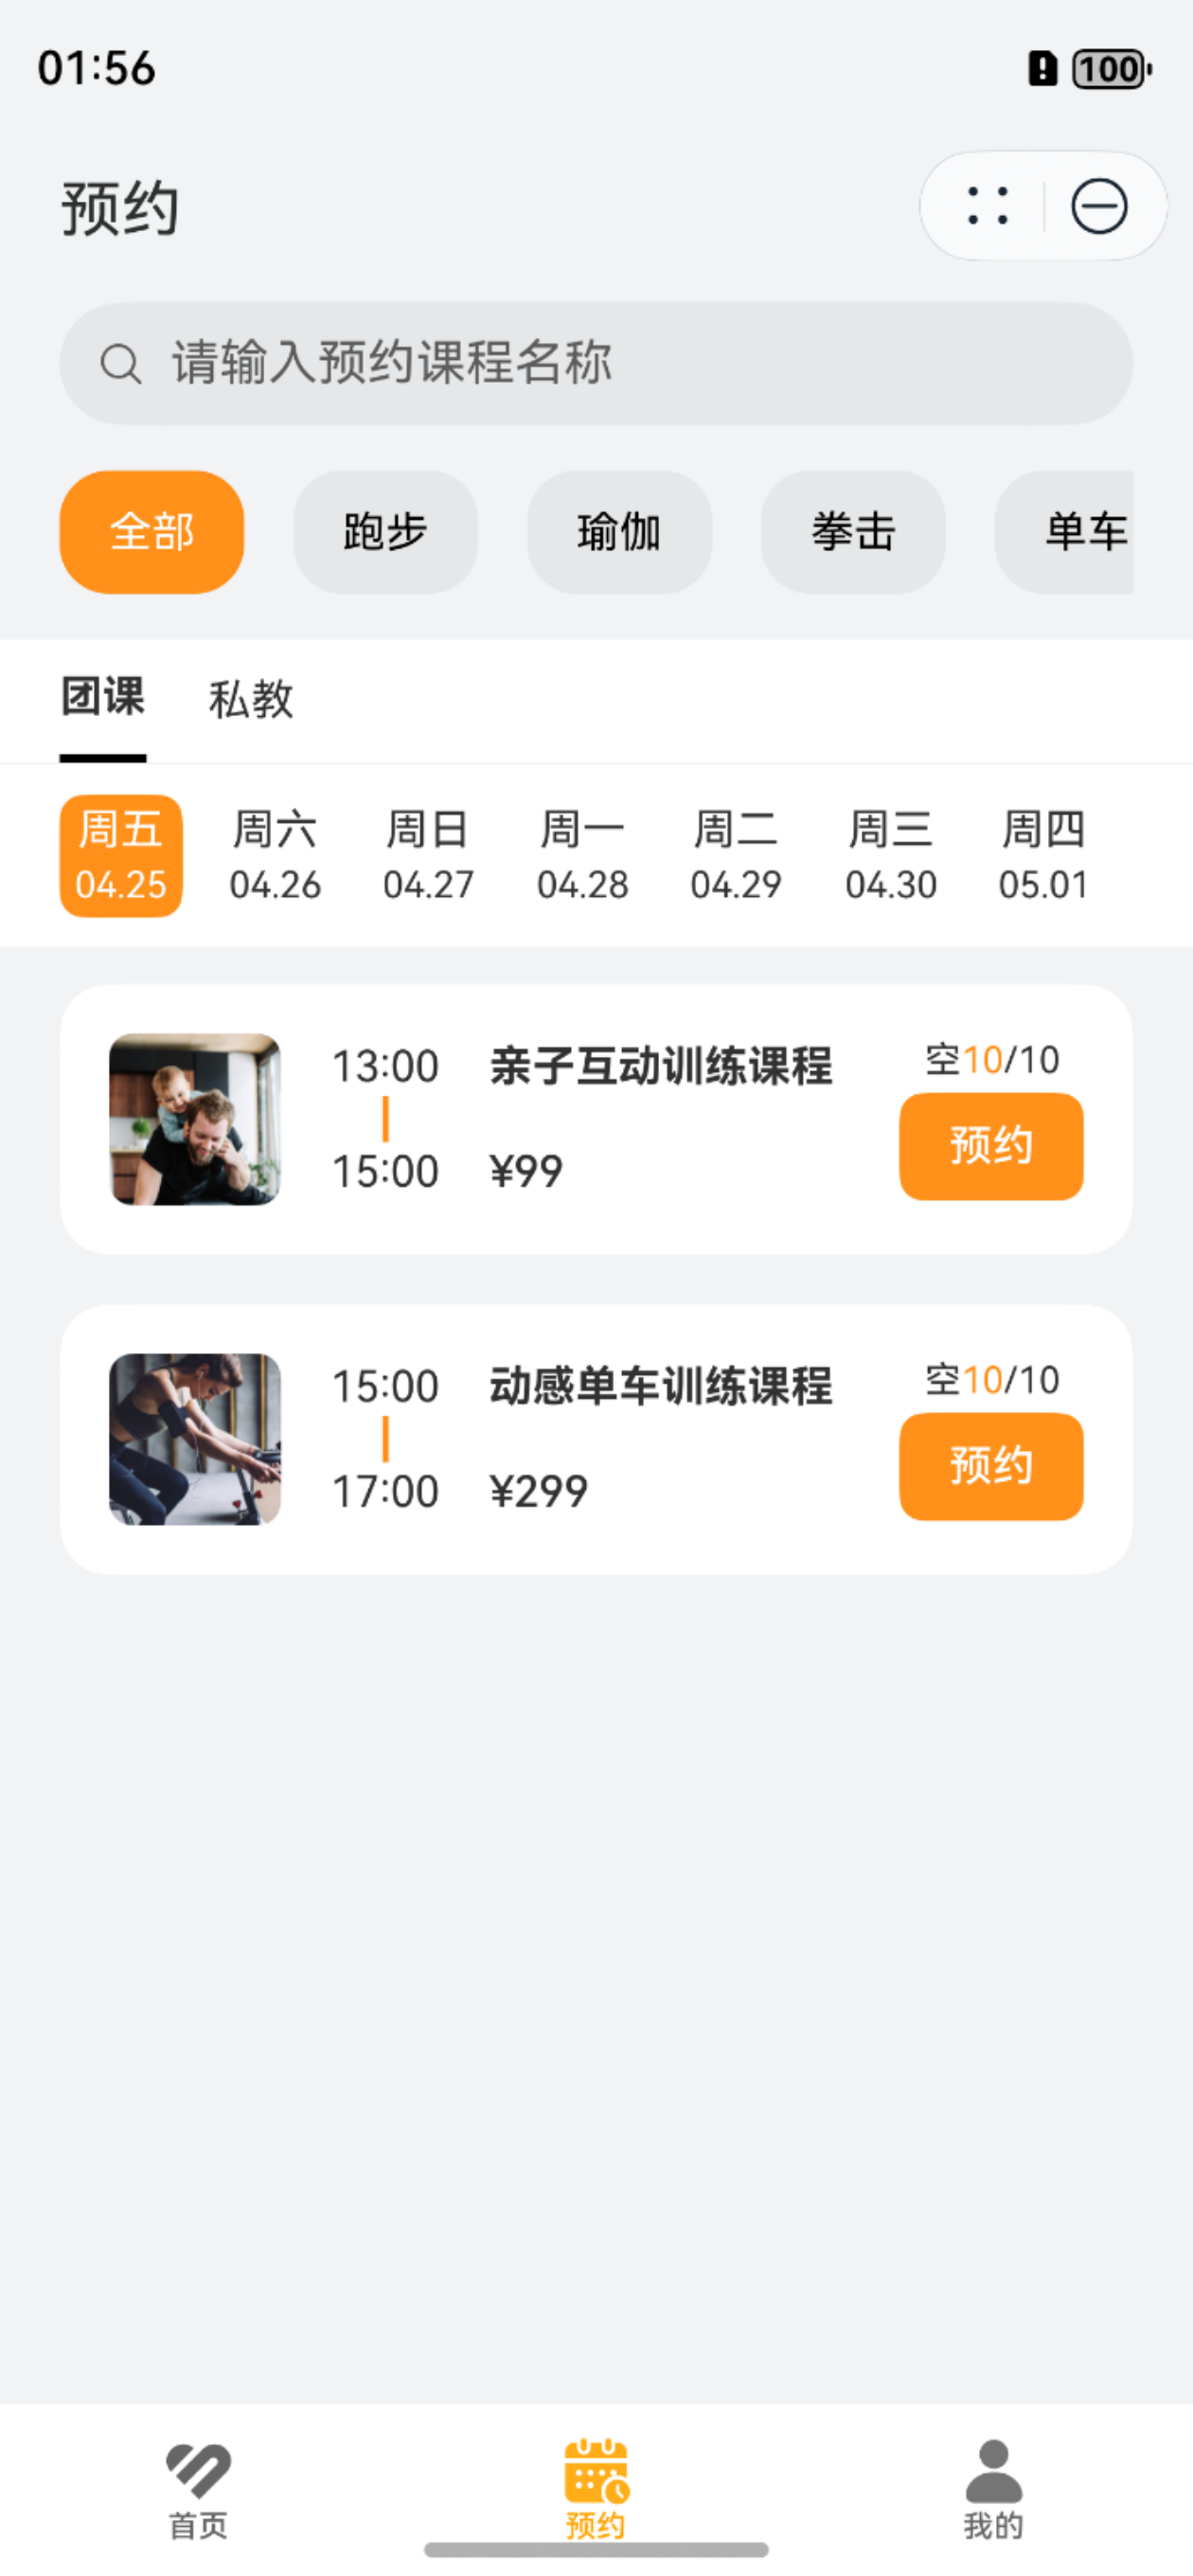 01:56
100
预约
请输入预约课程名称
全部 跑步 瑜伽 拳击 单车
团课 私教
周五 周六 周日 周一 周二 周三 周四
04.25 04.26 04.27 04.28 04.29 04.30 05.01
13:00 亲子互动训练课程 空10/10
15:00 ¥99 预约
15:00 动感单车训练课程 空10/10
17:00 ¥299 预约
首页 预约 我的